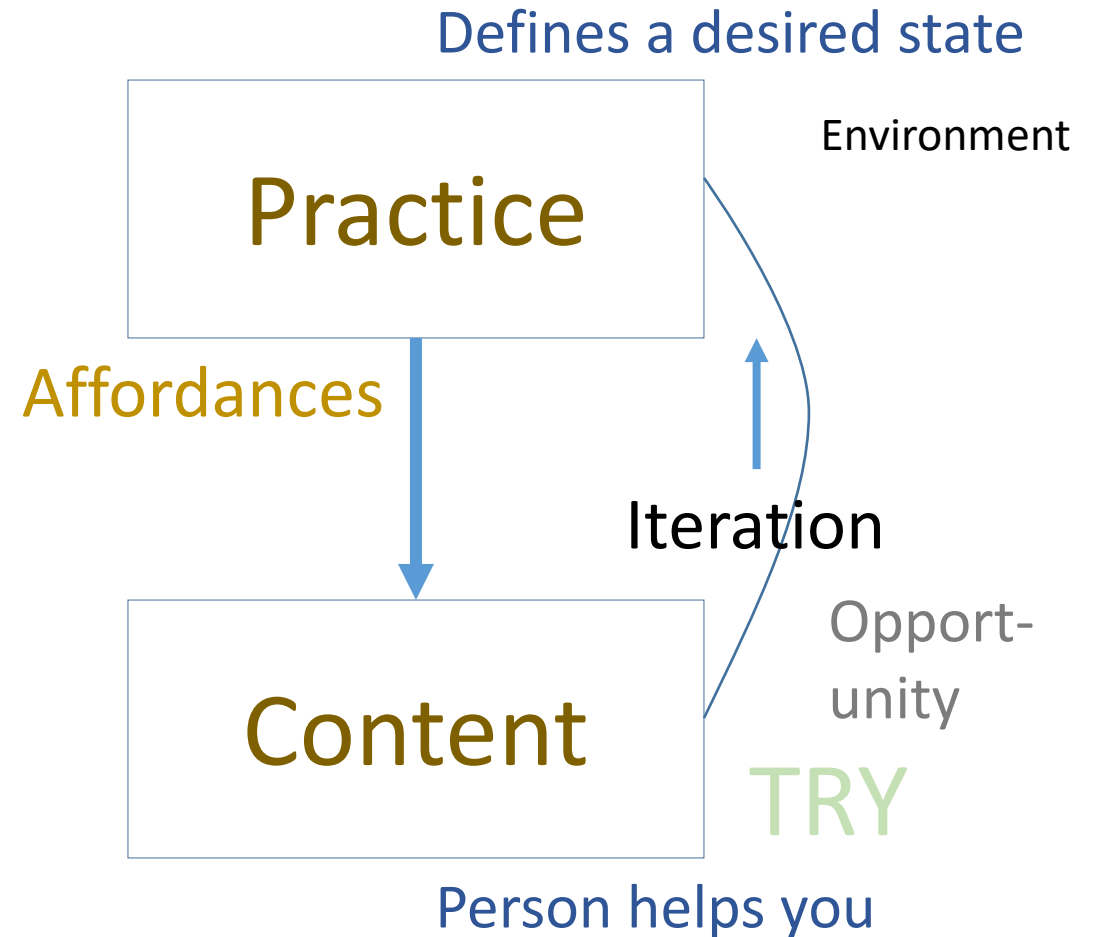 Defines a desired state
Environment
Practice
Affordances
Iteration
Opport-
unity
Content
TRY
Person helps you